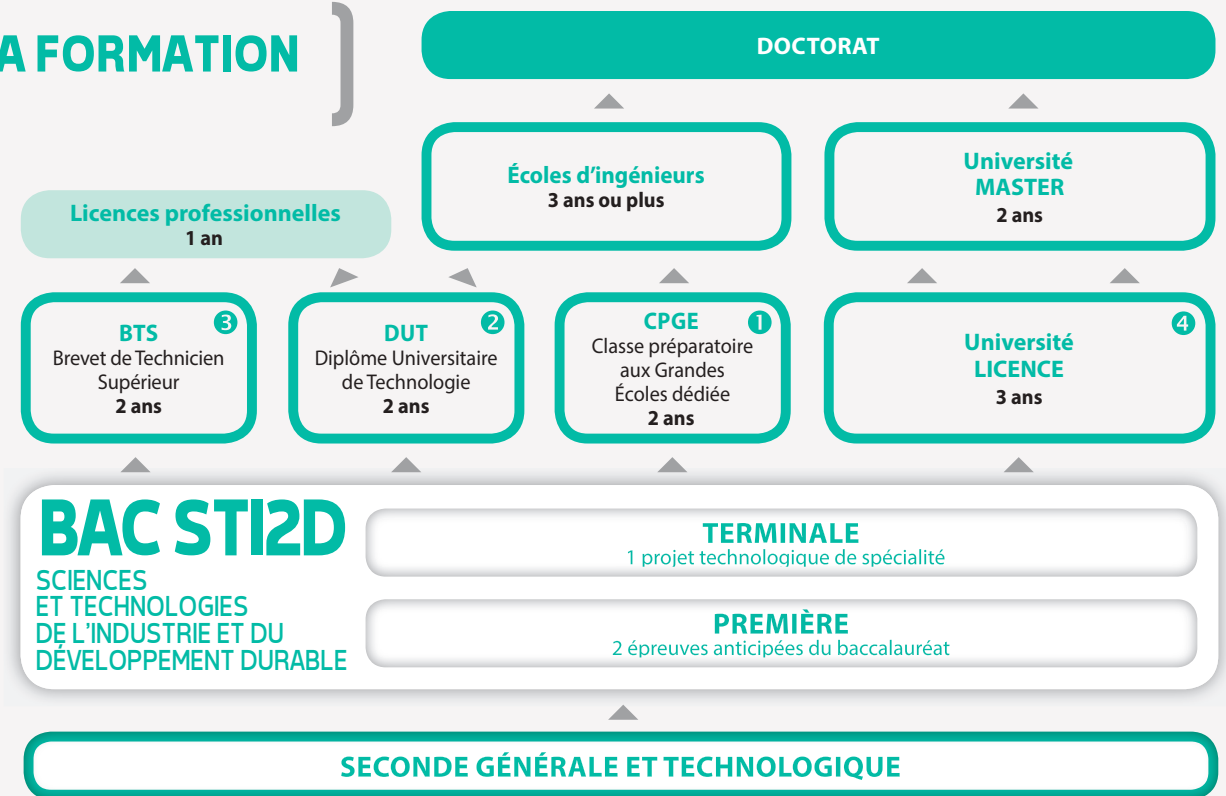 A FORMATION
DOCTORAT
Écoles d'ingénieurs
3 ans ou plus
Université
MASTER
2 ans
Licences professionnelles
1 an
BTS
3
Brevet de Technicien
Supérieur
2 ans
DUT
2
Diplôme Universitaire
de Technologie
2 ans
CPGE
1
Classe préparatoire
aux Grandes
Écoles dédiée
2 ans
4
Université
LICENCE
3 ans
BAC STI2D
SCIENCES
ET TECHNOLOGIES
DE L'INDUSTRIE ET DU
DÉVELOPPEMENT DURABLE
TERMINALE
1 projet technologique de spécialité
PREMIÈRE
2 épreuves anticipées du baccalauréat
SECONDE GÉNÉRALE ET TECHNOLOGIQUE